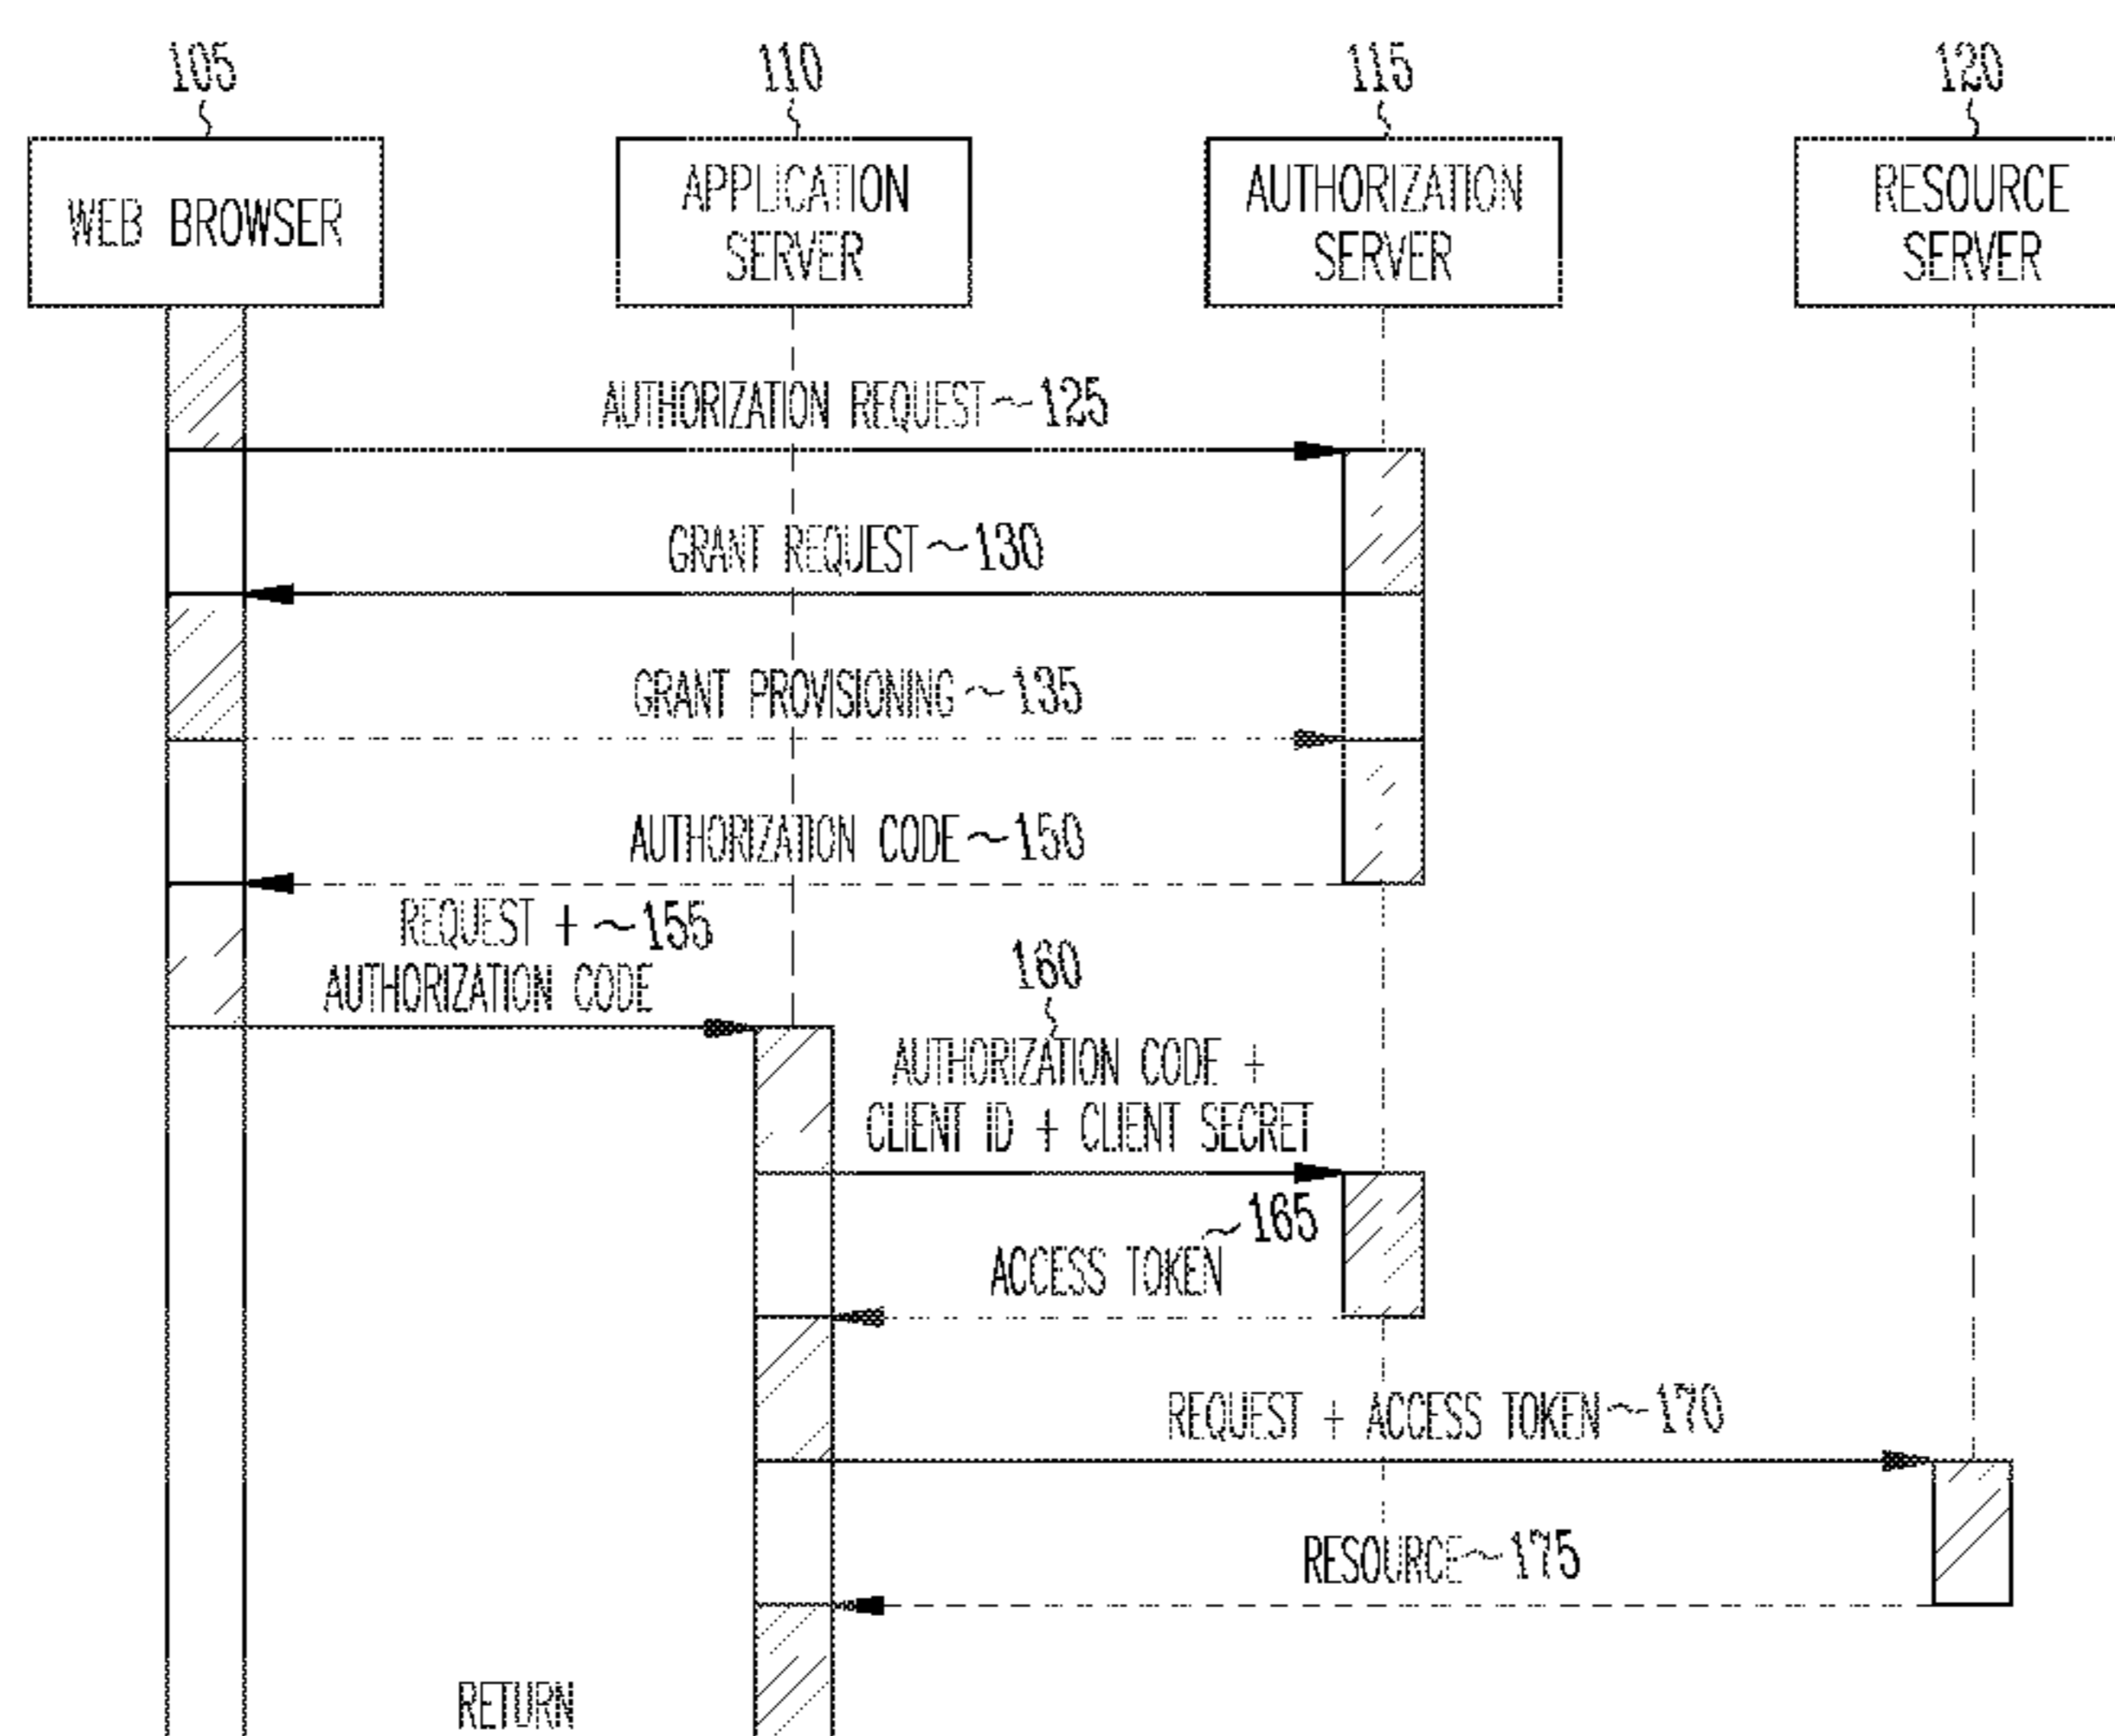 105
110
115
120
WEB BROWSER
APPLICATION
SERVER
AUTHORIZATION
SERVER
RESOURCE
SERVER
AUTHORIZATION REQUEST~125
GRANT REQUEST~130
GRANT PROVISIONING~135
AUTHORIZATION CODE~150
REQUEST + ~155
AUTHORIZATION CODE
160
AUTHORIZATION CODE +
CLIENT ID + CLIENT SECRET
~165
ACCESS TOKEN
REQUEST + ACCESS TOKEN~170
RESOURCE~175
RETURN